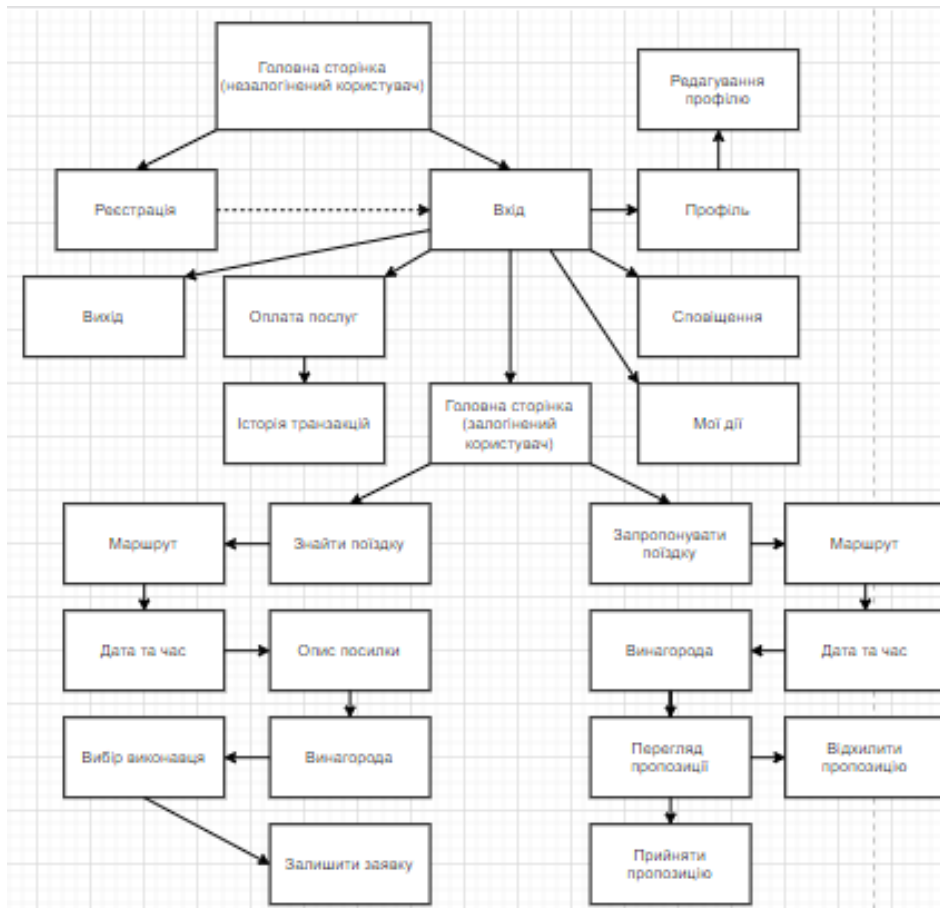 Головна сторінка
(незалогінений користувач)
Редагування
профілю
Реєстрація
Вхід
Профіль
Вихід
Оплата послуг
Сповіщення
Історія транзакцій
Головна сторінка
(залогінений
користувач)
Мої дії
Маршрут
Знайти поїздку
Запропонувати
поїздку
Маршрут
Дата та час
Опис посилки
Винагорода
Дата та час
Вибір виконавця
Винагорода
Перегляд
пропозиції
Відхилити
пропозицію
Залишити заявку
Прийняти
пропозицію